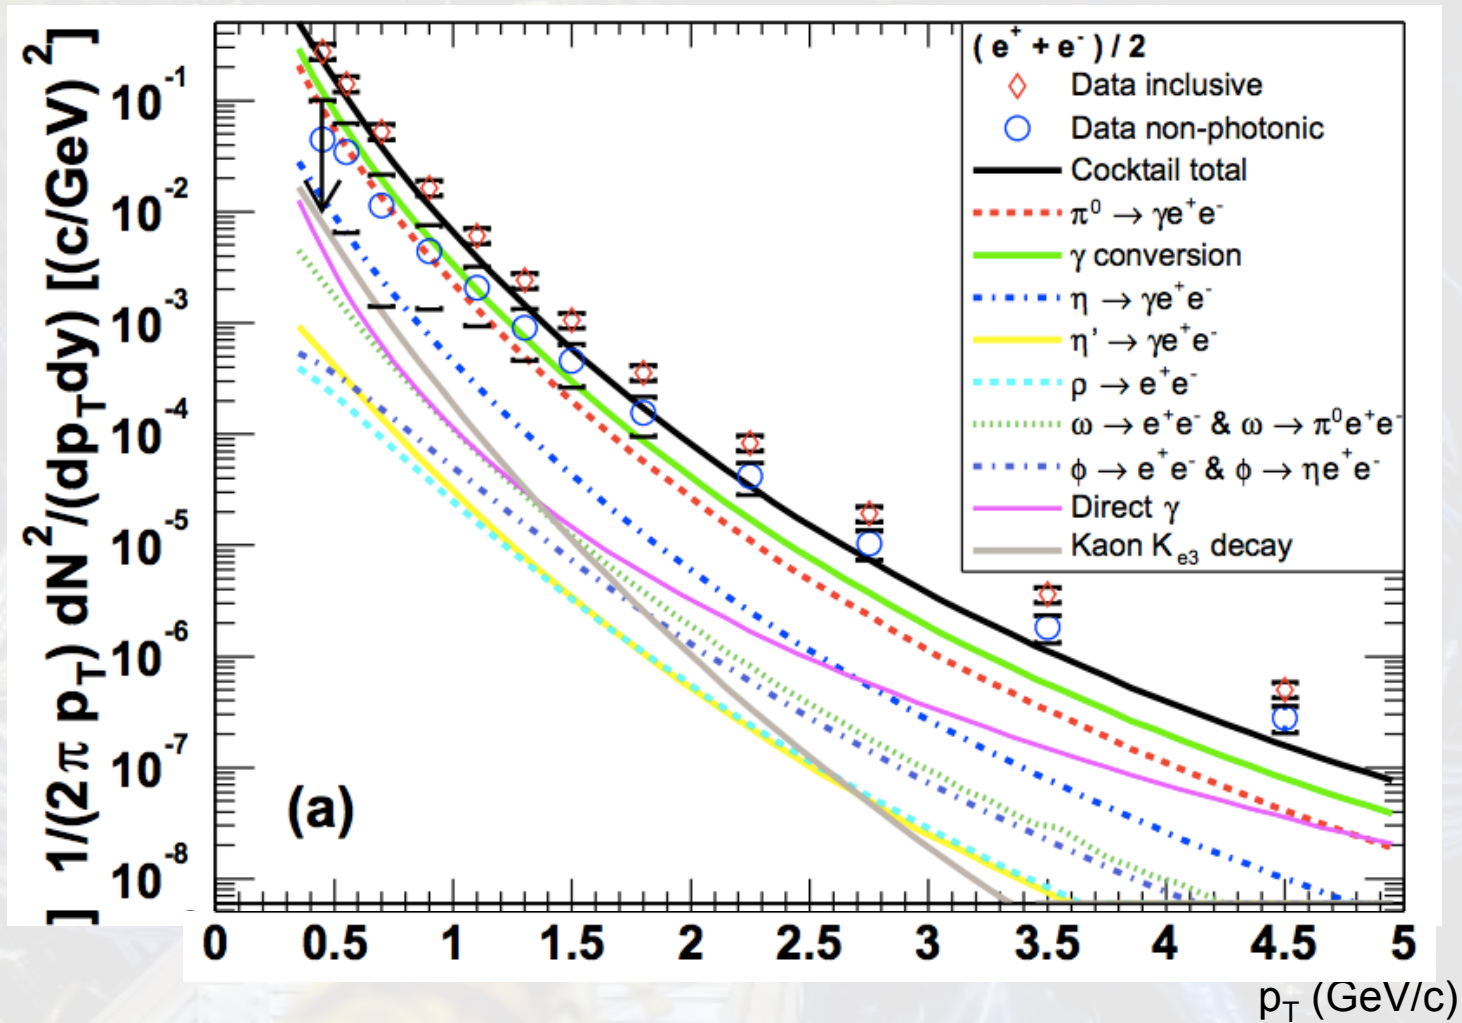 ] 1/(2π p_T) dN²/(dp_T dy) [(c/GeV)²]
10⁻¹
10⁻²
10⁻³
10⁻⁴
10⁻⁵
10⁻⁶
10⁻⁷
10⁻⁸
(e⁺ + e⁻) / 2
Data inclusive
Data non-photonic
Cocktail total
π⁰ → γe⁺e⁻
γ conversion
η → γe⁺e⁻
η' → γe⁺e⁻
ρ → e⁺e⁻
ω → e⁺e⁻ & ω → π⁰e⁺e⁻
ϕ → e⁺e⁻ & ϕ → ηe⁺e⁻
Direct γ
Kaon K_e3 decay
(a)
0 0.5 1 1.5 2 2.5 3 3.5 4 4.5 5
p_T (GeV/c)